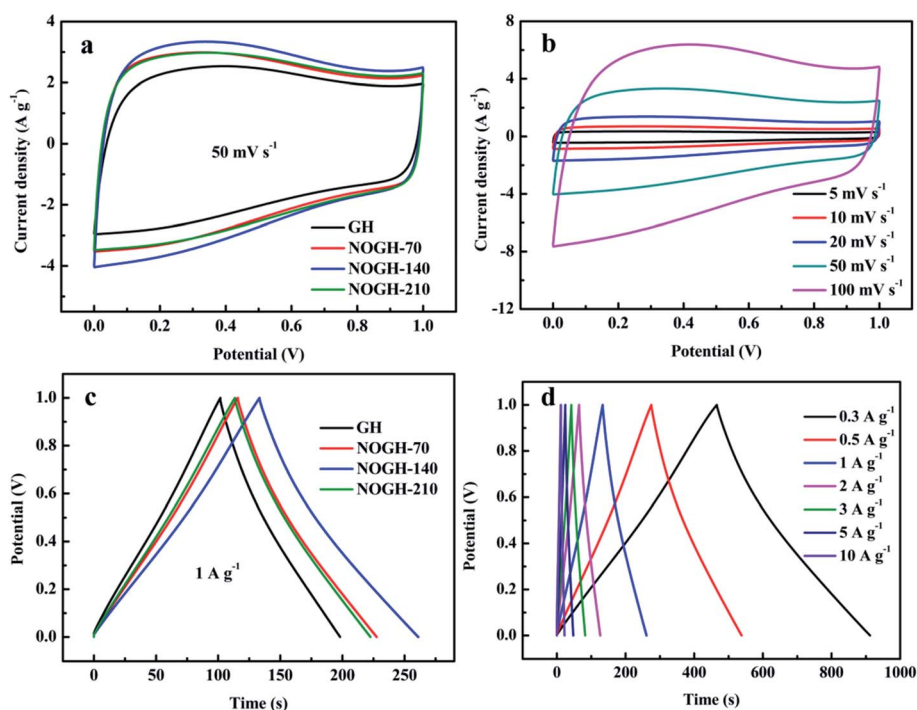 a
Current density (A g⁻¹)
4
2
0
-2
-4
50 mV s⁻¹
GH
NOGH-70
NOGH-140
NOGH-210
0.0 0.2 0.4 0.6 0.8 1.0
Potential (V)
b
Current density (A g⁻¹)
8
4
0
-4
-8
-12
5 mV s⁻¹
10 mV s⁻¹
20 mV s⁻¹
50 mV s⁻¹
100 mV s⁻¹
0.0 0.2 0.4 0.6 0.8 1.0
Potential (V)
c
Potential (V)
1.0
0.8
0.6
0.4
0.2
0.0
GH
NOGH-70
NOGH-140
NOGH-210
1 A g⁻¹
0 50 100 150 200 250
Time (s)
d
Potential (V)
1.0
0.8
0.6
0.4
0.2
0.0
0.3 A g⁻¹
0.5 A g⁻¹
1 A g⁻¹
2 A g⁻¹
3 A g⁻¹
5 A g⁻¹
10 A g⁻¹
0 200 400 600 800 1000
Time (s)